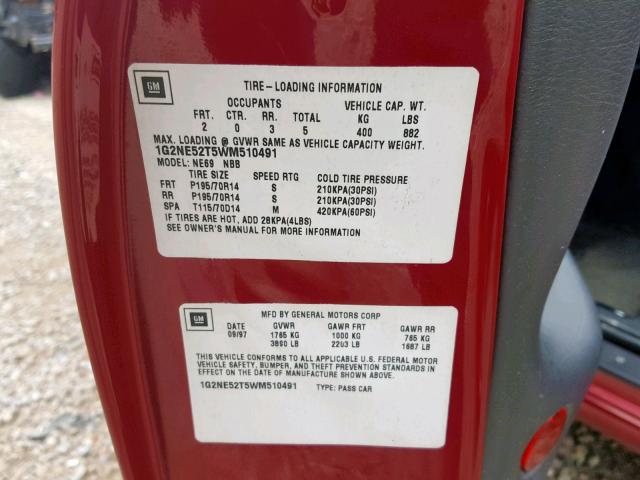 GM
TIRE-LOADING INFORMATION
OCCUPANTS VEHICLE CAP. WT.
FRT. CTR. RR. TOTAL KG LBS
2 0 3 5 400 882
MAX. LOADING @ GVWR SAME AS VEHICLE CAPACITY WEIGHT.
1G2NE52T5WM510491
MODEL: NE69 NBB
TIRE SIZE SPEED RTG COLD TIRE PRESSURE
FRT P195/70R14 S 210KPA(30PSI)
RR P195/70R14 S 210KPA(30PSI)
SPA T115/70D14 M 420KPA(60PSI)
IF TIRES ARE HOT, ADD 28KPA(4LBS)
SEE OWNER'S MANUAL FOR MORE INFORMATION
GM
MFD BY GENERAL MOTORS CORP
DATE GVWR GAWR FRT GAWR RR
09/97 1765 KG 1000 KG 765 KG
3890 LB 2203 LB 1687 LB
THIS VEHICLE CONFORMS TO ALL APPLICABLE U.S. FEDERAL MOTOR
VEHICLE SAFETY, BUMPER, AND THEFT PREVENTION STANDARDS IN
EFFECT ON THE DATE OF MANUFACTURE SHOWN ABOVE.
1G2NE52T5WM510491 TYPE: PASS CAR